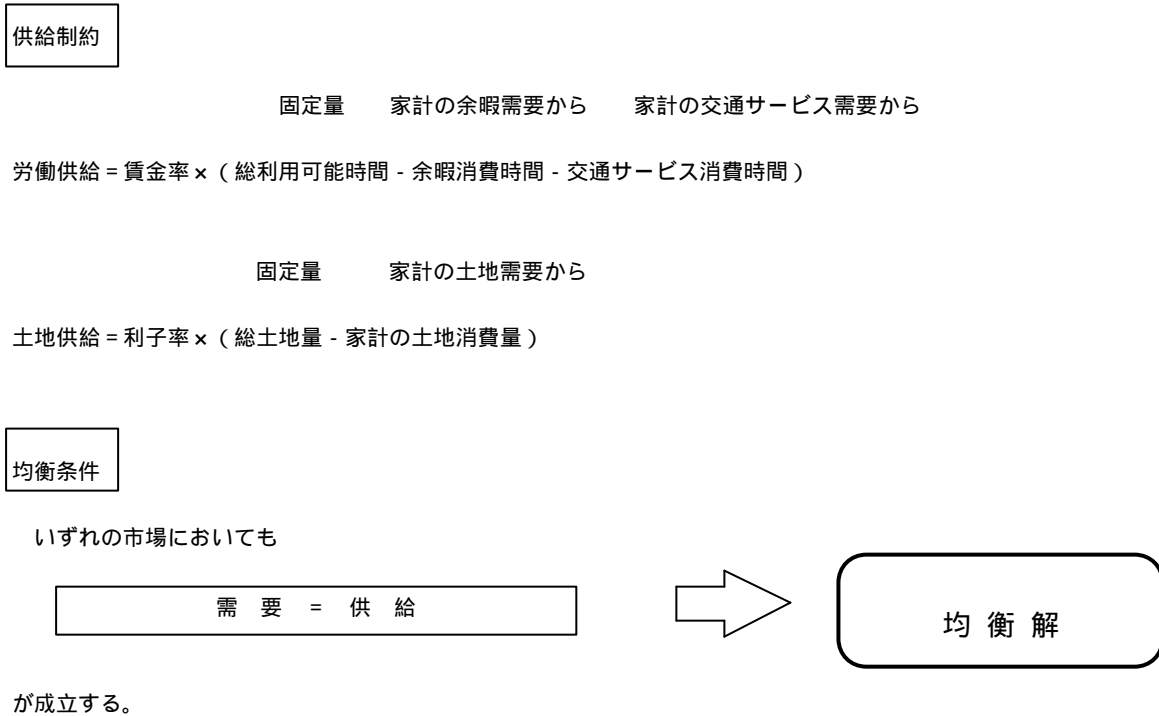 供給制約
固定量　　家計の余暇需要から　　家計の交通サービス需要から
労働供給＝賃金率×（総利用可能時間‐余暇消費時間‐交通サービス消費時間）
固定量　　　家計の土地需要から
土地供給＝利子率×（総土地量‐家計の土地消費量）
均衡条件
いずれの市場においても
需　要　＝　供　給
均 衡 解
が成立する。